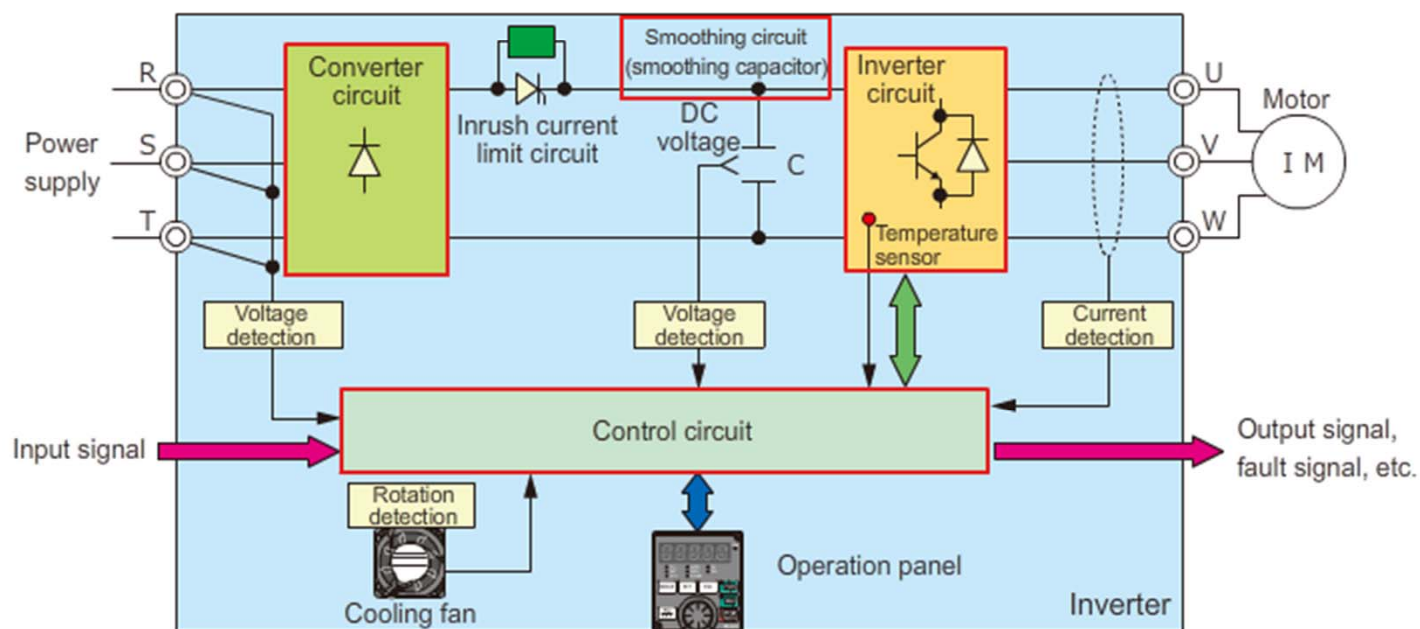 R
S
T
Power
supply
Converter
circuit
Inrush current
limit circuit
Smoothing circuit
(smoothing capacitor)
DC
voltage
C
Inverter
circuit
Temperature
sensor
U
V
W
Motor
I M
Voltage
detection
Voltage
detection
Current
detection
Input signal
Control circuit
Output signal,
fault signal, etc.
Rotation
detection
Cooling fan
Operation panel
Inverter